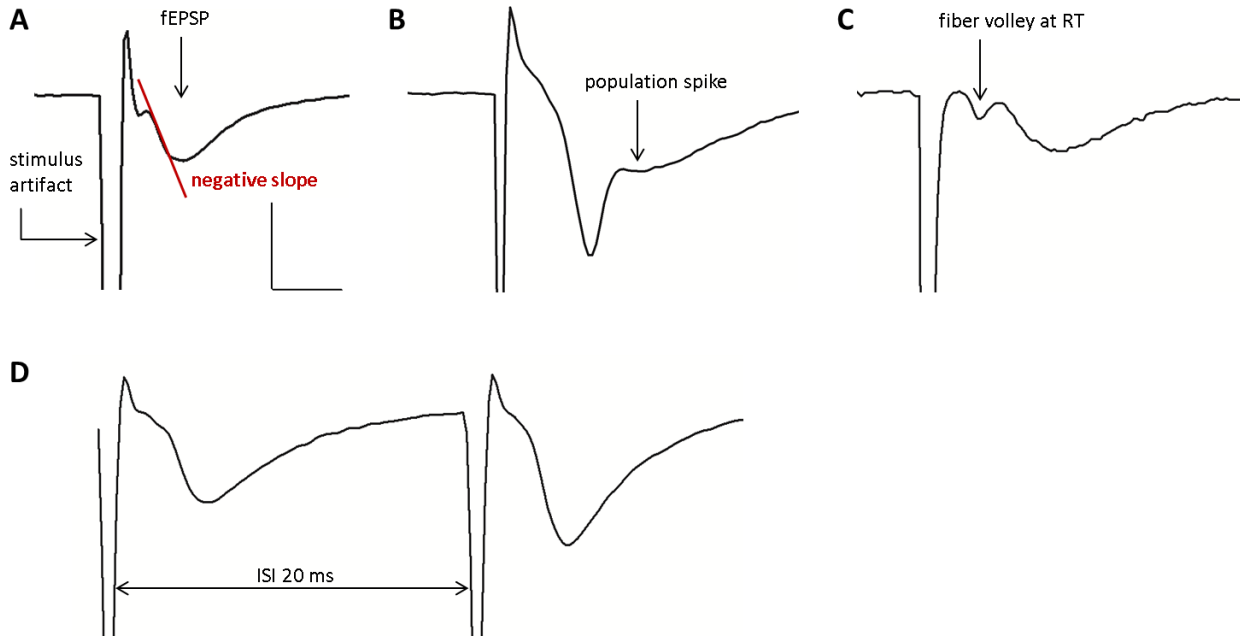 A
fEPSP
stimulus
artifact
negative slope
B
population spike
C
fiber volley at RT
D
ISI 20 ms